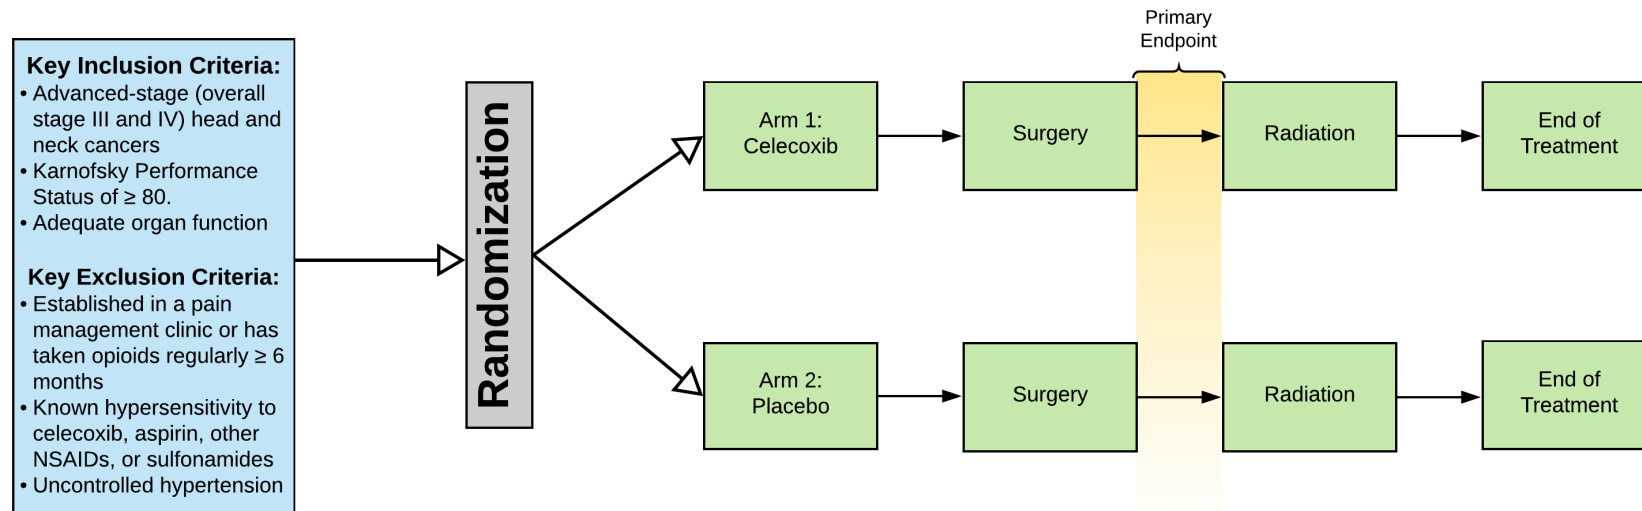 Key Inclusion Criteria:
• Advanced-stage (overall
stage III and IV) head and
neck cancers
• Karnofsky Performance
Status of ≥ 80.
• Adequate organ function
Key Exclusion Criteria:
• Established in a pain
management clinic or has
taken opioids regularly ≥ 6
months
• Known hypersensitivity to
celecoxib, aspirin, other
NSAIDs, or sulfonamides
• Uncontrolled hypertension
Randomization
Primary
Endpoint
Arm 1:
Celecoxib
Surgery
Radiation
End of
Treatment
Arm 2:
Placebo
Surgery
Radiation
End of
Treatment